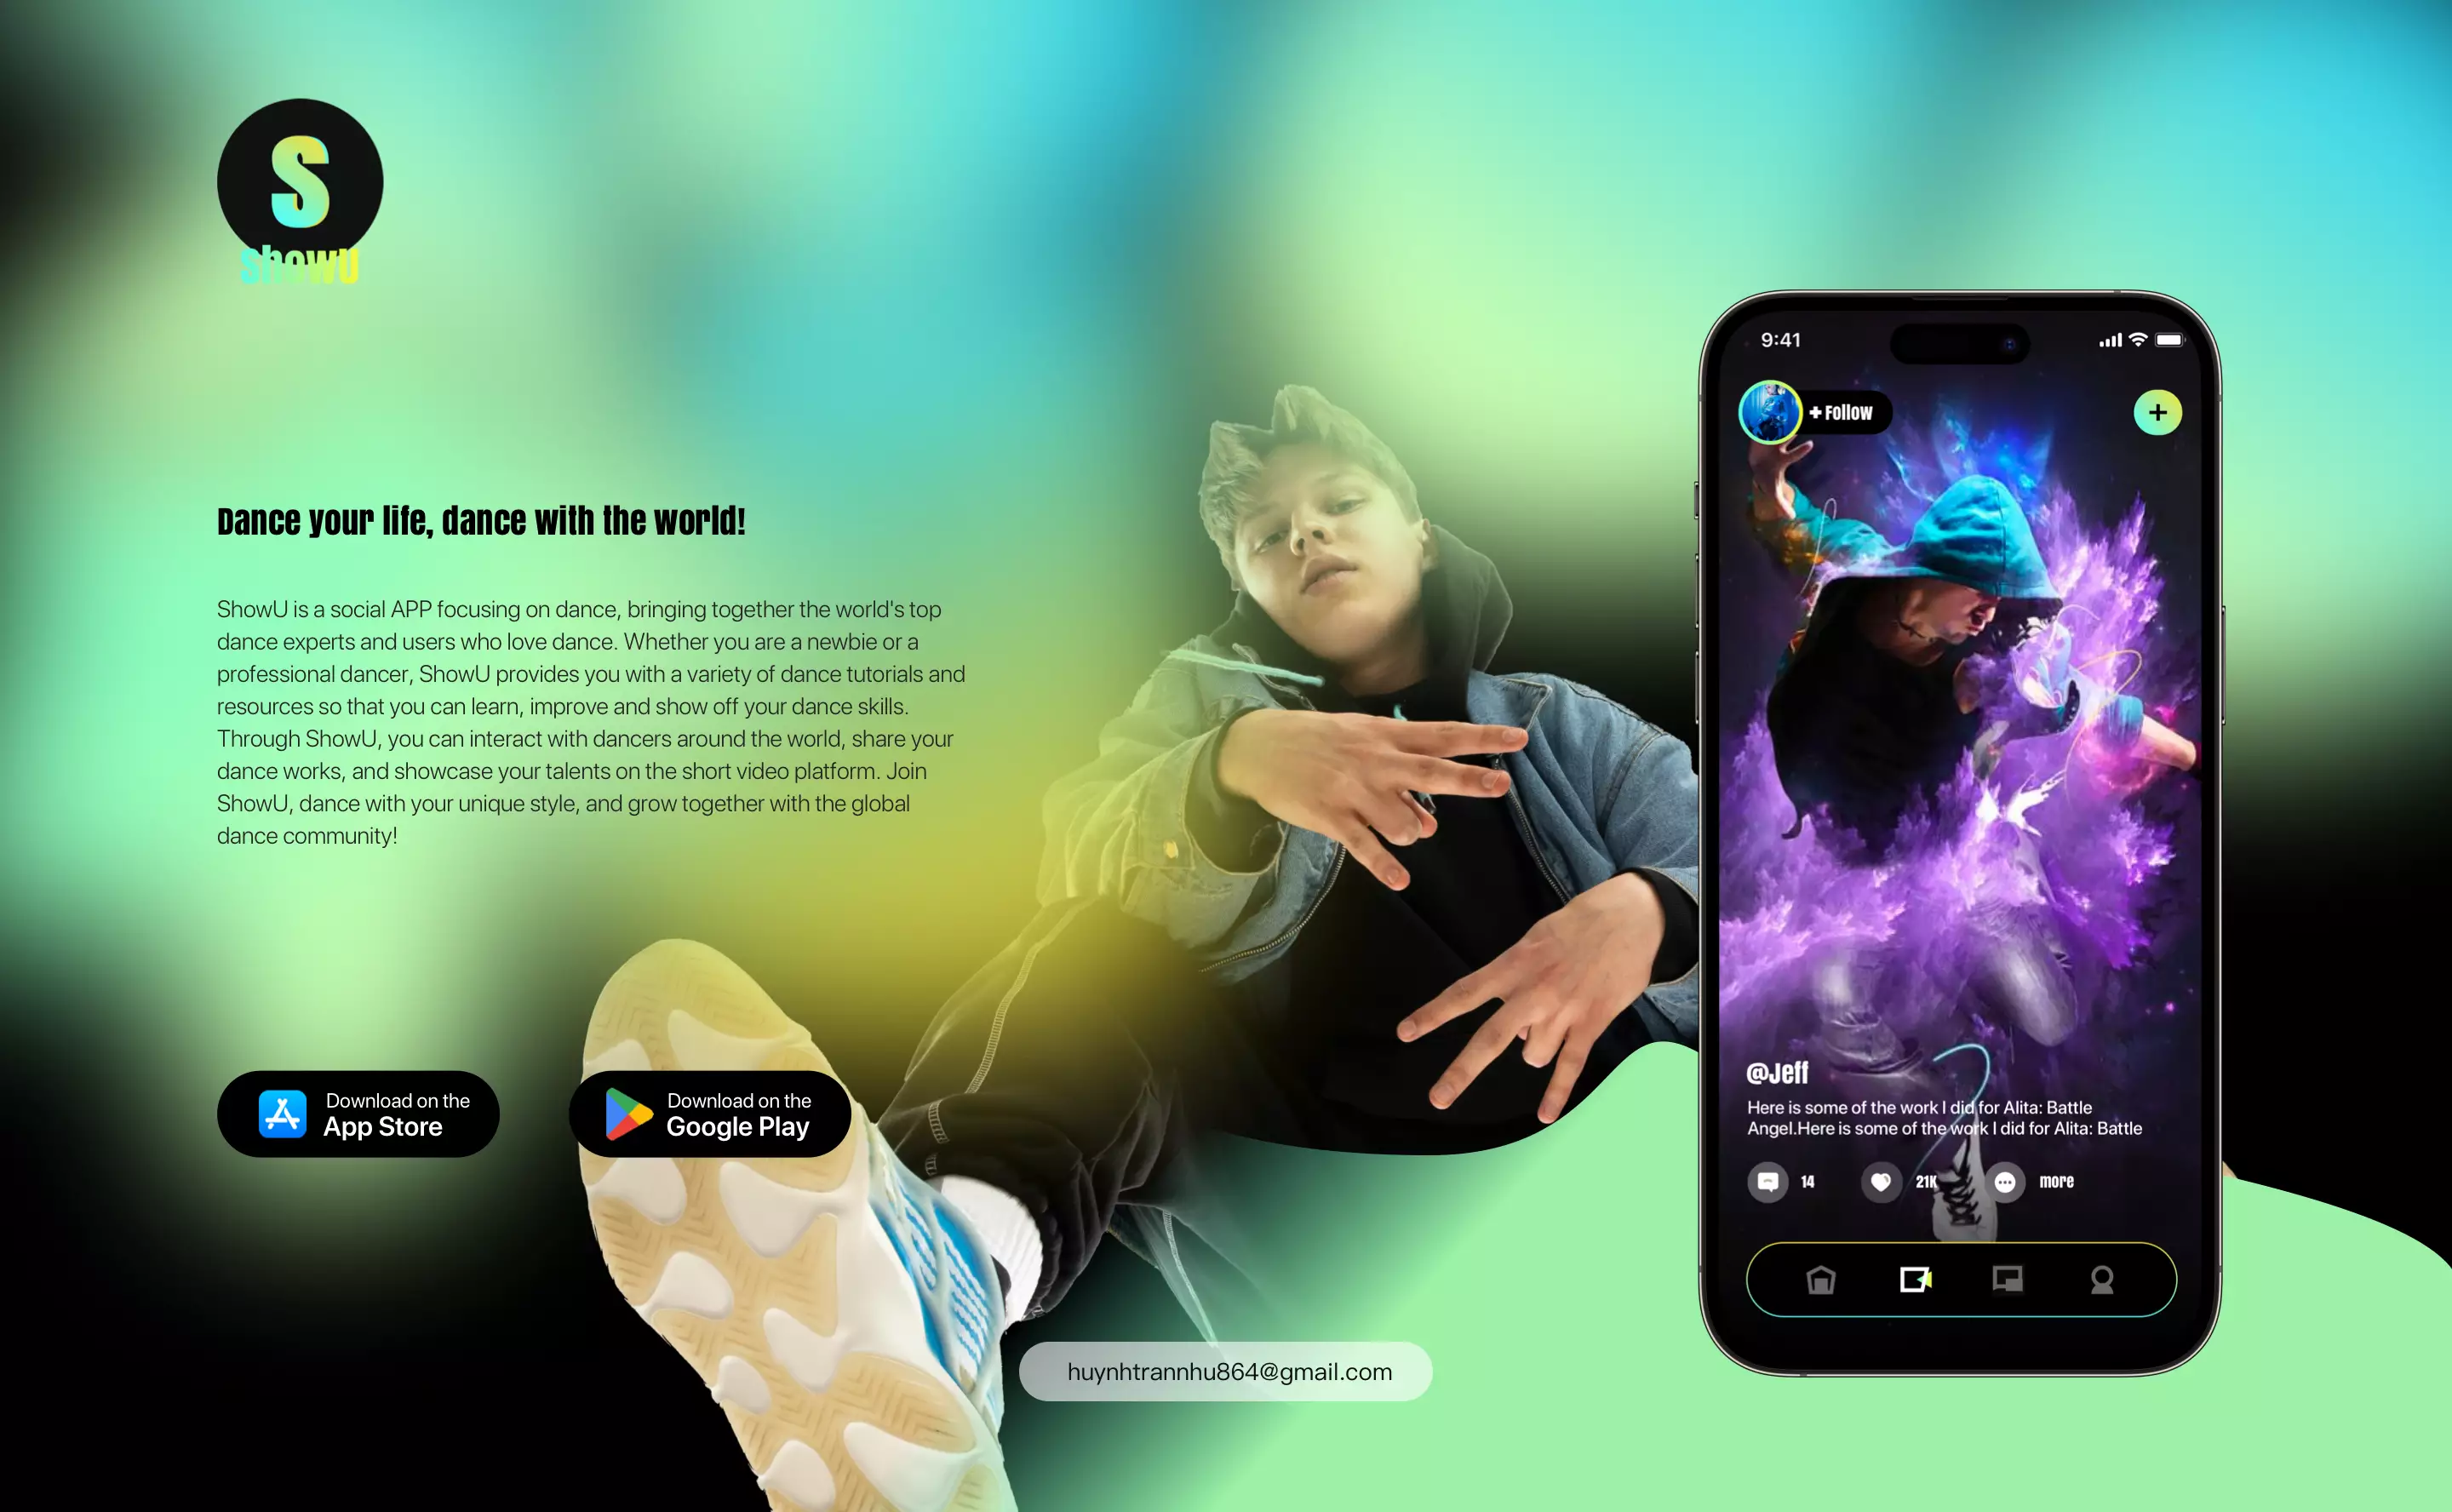 S
showU
Dance your life, dance with the world!
ShowU is a social APP focusing on dance, bringing together the world's top
dance experts and users who love dance. Whether you are a newbie or a
professional dancer, ShowU provides you with a variety of dance tutorials and
resources so that you can learn, improve and show off your dance skills.
Through ShowU, you can interact with dancers around the world, share your
dance works, and showcase your talents on the short video platform. Join
ShowU, dance with your unique style, and grow together with the global
dance community!
Download on the
App Store
Download on the
Google Play
huynhtrannhu864@gmail.com
9:41
+ Follow
+
@Jeff
Here is some of the work I did for Alita: Battle
Angel.Here is some of the work I did for Alita: Battle
14 21K more